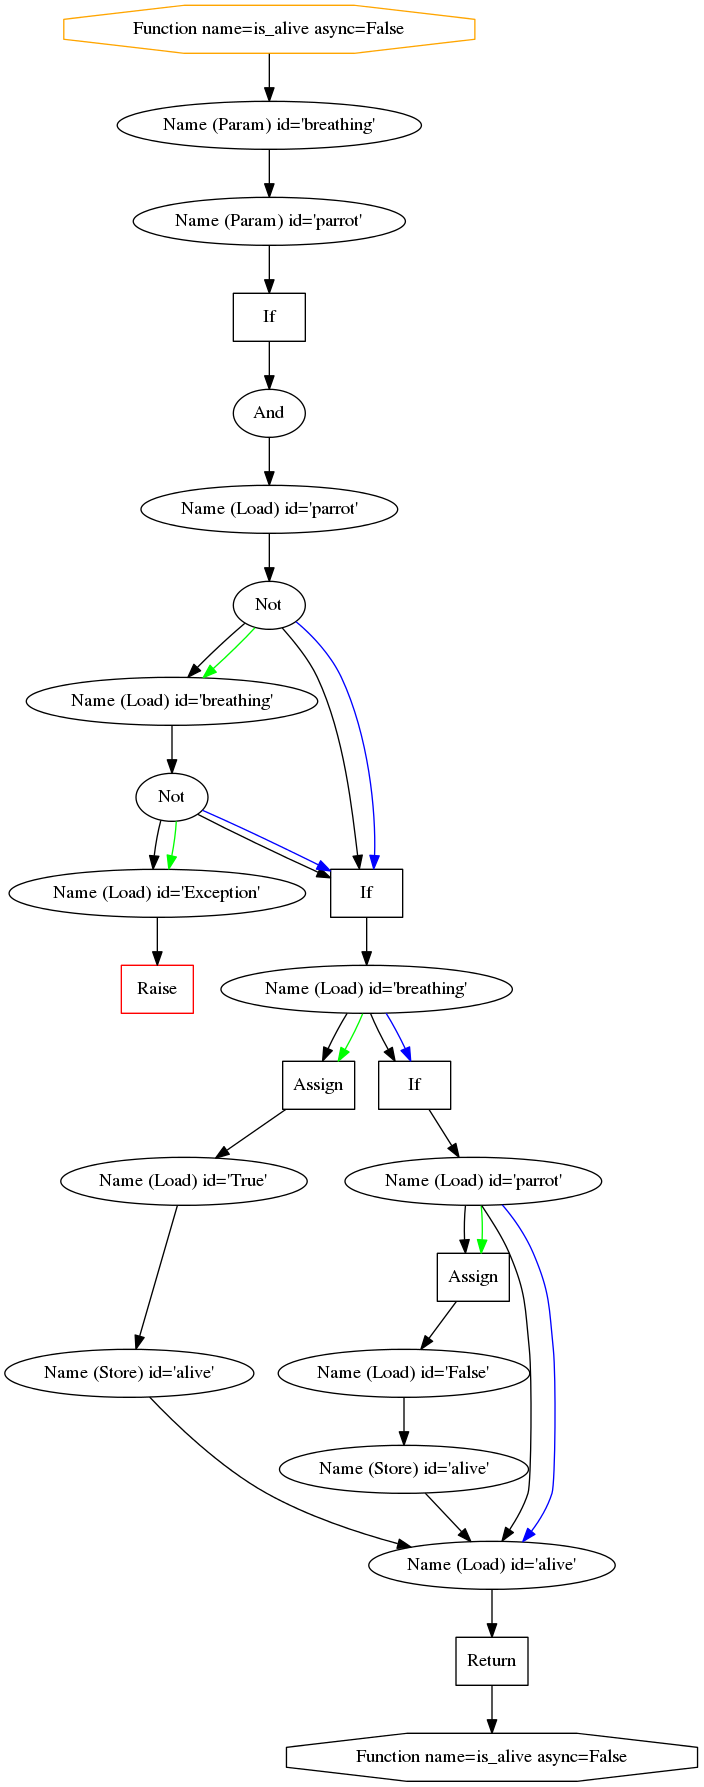 Function name=is_alive async=False
Name (Param) id='breathing'
Name (Param) id='parrot'
If
And
Name (Load) id='parrot'
Not
Name (Load) id='breathing'
Not
Name (Load) id='Exception'
If
Raise
Name (Load) id='breathing'
Assign
If
Name (Load) id='True'
Name (Load) id='parrot'
Assign
Name (Store) id='alive'
Name (Load) id='False'
Name (Store) id='alive'
Name (Load) id='alive'
Return
Function name=is_alive async=False